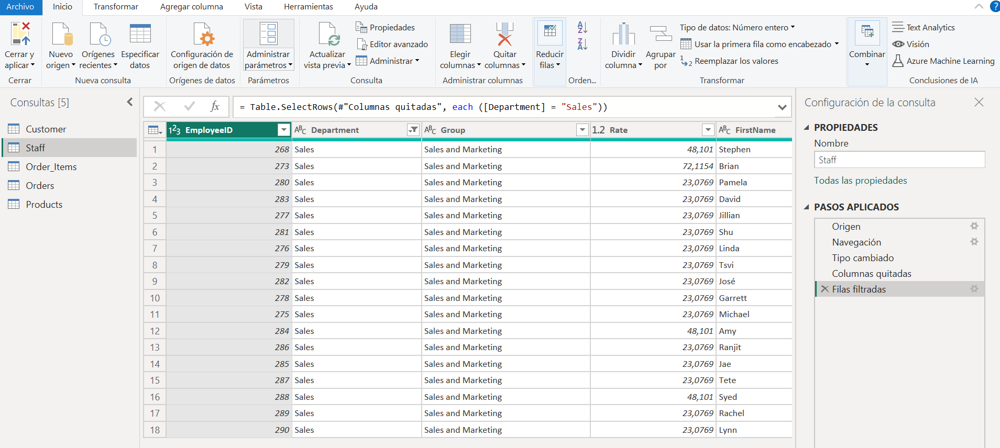 Archivo Inicio Transformar Agregar columna Vista Herramientas Ayuda
?
Cerrar y aplicar
Nuevo origen
Orígenes recientes
Especificar datos
Configuración de origen de datos
Administrar parámetros
Actualizar vista previa
Propiedades
Editor avanzado
Administrar
Elegir columnas
Quitar columnas
Reducir filas
A
Z
Z
A
Dividir columna
Agrupar por
Tipo de datos: Número entero
Usar la primera fila como encabezado
1
2
Reemplazar los valores
Combinar
Text Analytics
Visión
Azure Machine Learning
Cerrar Nueva consulta Orígenes de datos Parámetros Consulta Administrar columnas Orden... Transformar Conclusiones de IA
Consultas [5]
Customer
Staff
Order_Items
Orders
Products
fx = Table.SelectRows(#"Columnas quitadas", each ([Department] = "Sales"))
123 EmployeeID ABC Department ABC Group 1.2 Rate ABC FirstName
1 268 Sales Sales and Marketing 48,101 Stephen
2 273 Sales Sales and Marketing 72,1154 Brian
3 280 Sales Sales and Marketing 23,0769 Pamela
4 283 Sales Sales and Marketing 23,0769 David
5 277 Sales Sales and Marketing 23,0769 Jillian
6 281 Sales Sales and Marketing 23,0769 Shu
7 276 Sales Sales and Marketing 23,0769 Linda
8 279 Sales Sales and Marketing 23,0769 Tsvi
9 282 Sales Sales and Marketing 23,0769 José
10 278 Sales Sales and Marketing 23,0769 Garrett
11 275 Sales Sales and Marketing 23,0769 Michael
12 284 Sales Sales and Marketing 48,101 Amy
13 286 Sales Sales and Marketing 23,0769 Ranjit
14 285 Sales Sales and Marketing 23,0769 Jae
15 287 Sales Sales and Marketing 23,0769 Tete
16 288 Sales Sales and Marketing 48,101 Syed
17 289 Sales Sales and Marketing 23,0769 Rachel
18 290 Sales Sales and Marketing 23,0769 Lynn
Configuración de la consulta
PROPIEDADES
Nombre
Staff
Todas las propiedades
PASOS APLICADOS
Origen
Navegación
Tipo cambiado
Columnas quitadas
Filas filtradas